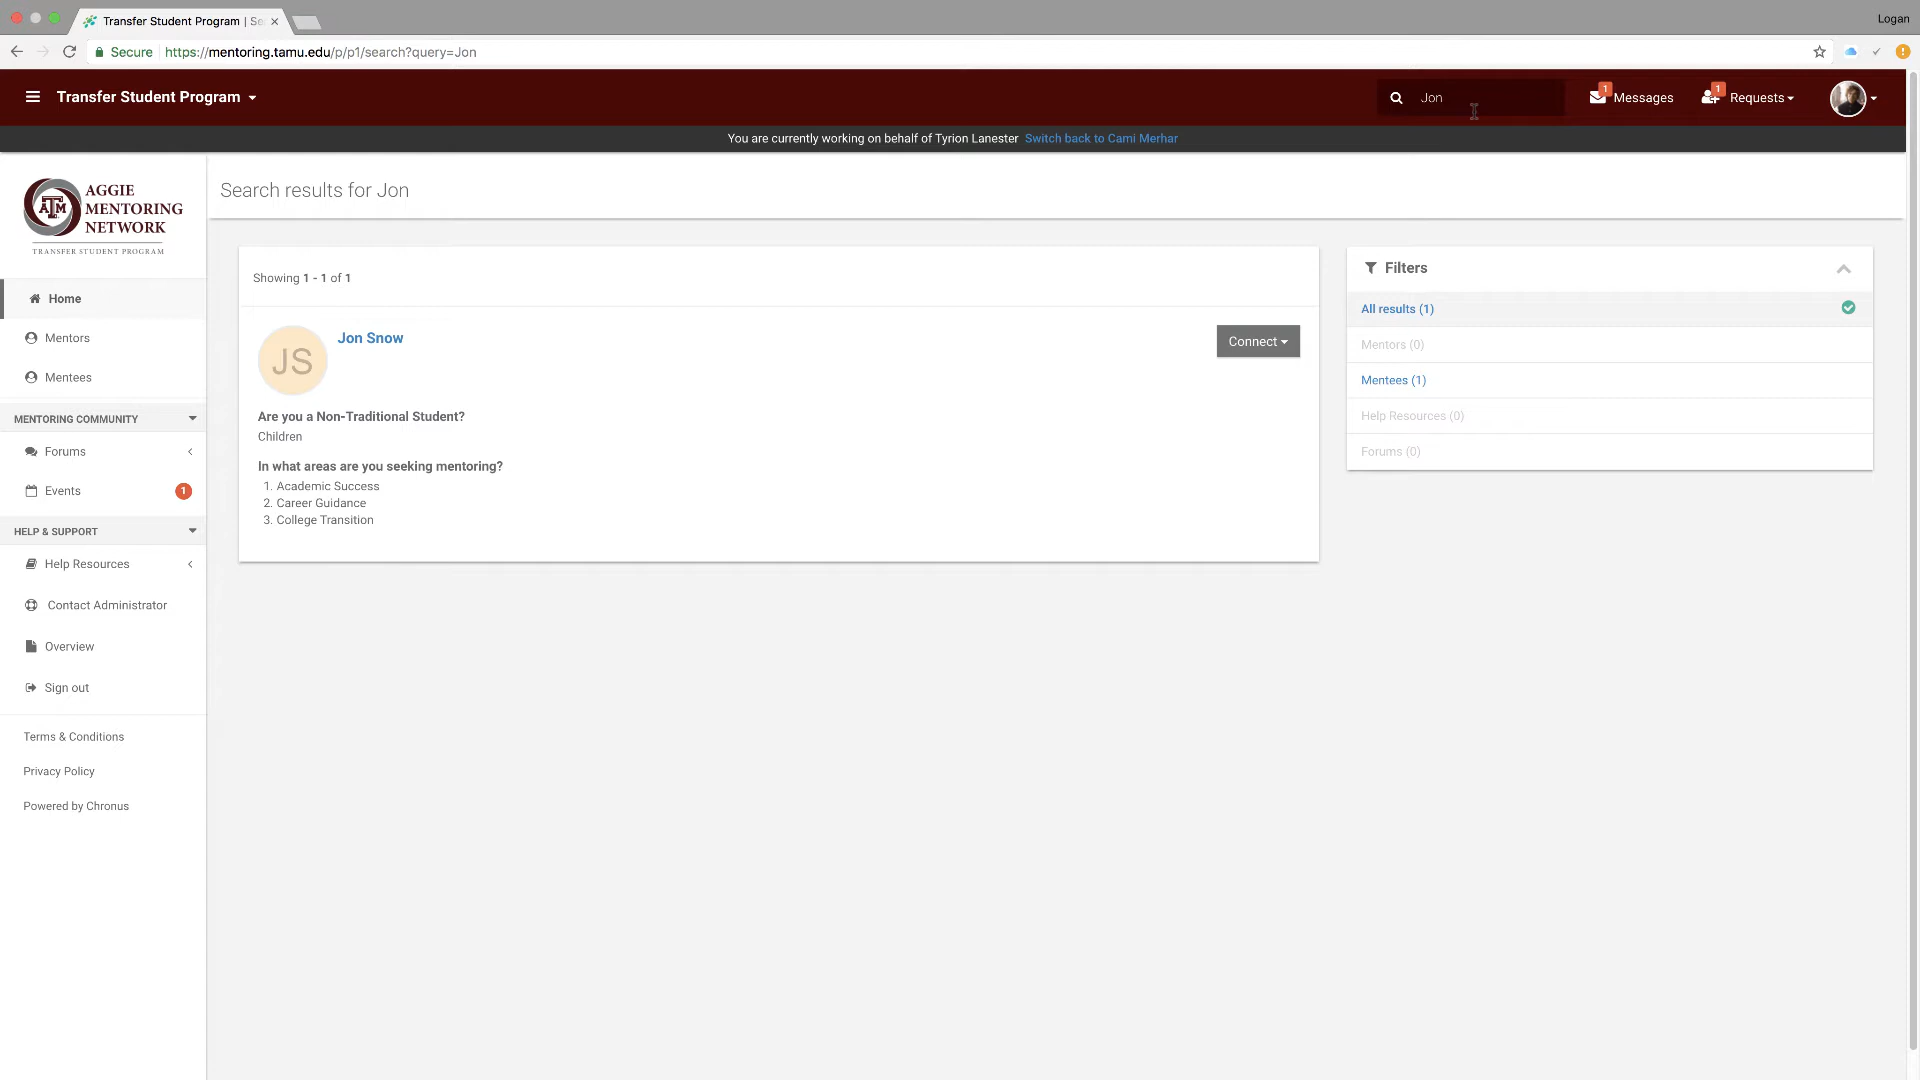 Transfer Student Program | Se
Logan
Secure https://mentoring.tamu.edu/p/p1/search?query=Jon
Transfer Student Program
Jon
1
Messages
1
Requests
You are currently working on behalf of Tyrion Lanester Switch back to Cami Merhar
AGGIE
MENTORING
NETWORK
ATM
TRANSFER STUDENT PROGRAM
Search results for Jon
Home
Mentors
Mentees
MENTORING COMMUNITY
Forums
Events 1
HELP & SUPPORT
Help Resources
Contact Administrator
Overview
Sign out
Terms & Conditions
Privacy Policy
Powered by Chronus
Showing 1 - 1 of 1
JS
Jon Snow
Connect
Are you a Non-Traditional Student?
Children
In what areas are you seeking mentoring?
1. Academic Success
2. Career Guidance
3. College Transition
Filters
All results (1)
Mentors (0)
Mentees (1)
Help Resources (0)
Forums (0)